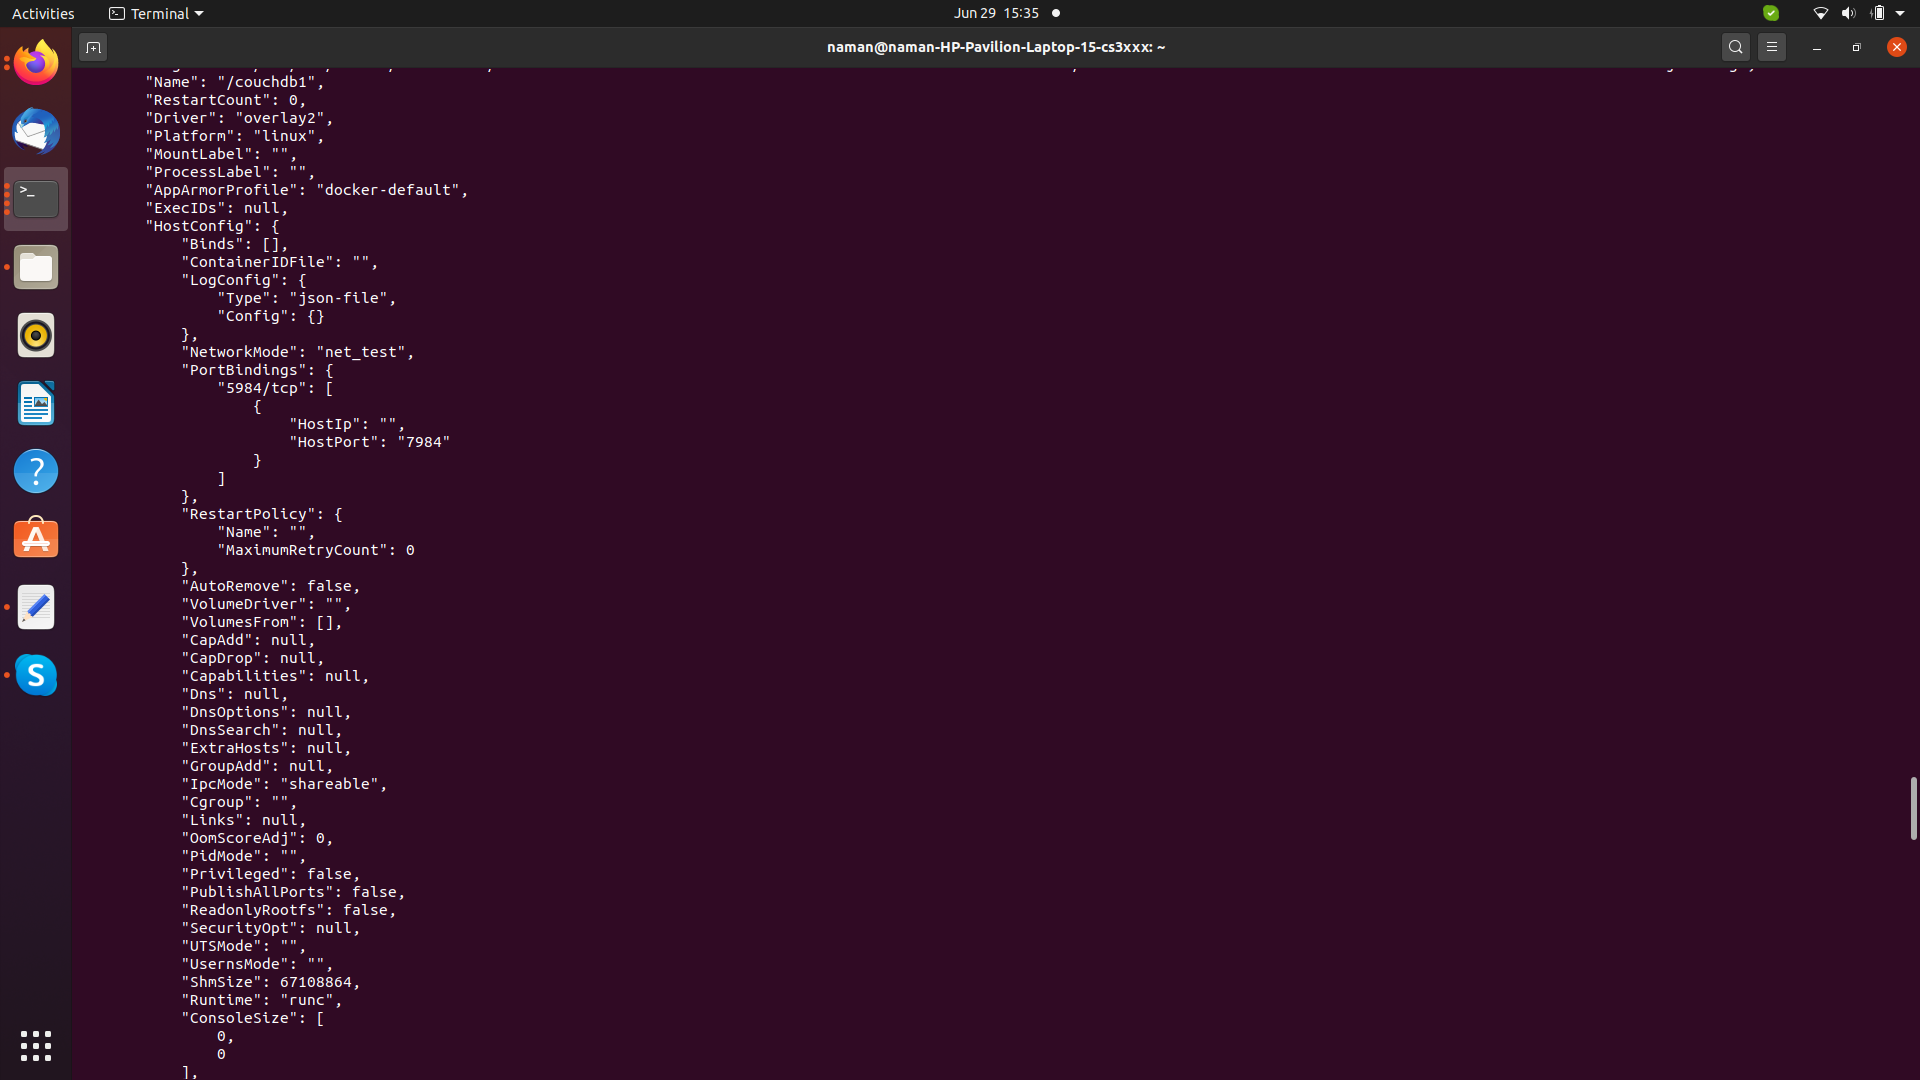 Activities
Terminal
Jun 29 15:35
naman@naman-HP-Pavilion-Laptop-15-cs3xxx: ~
"Name": "/couchdb1",
"RestartCount": 0,
"Driver": "overlay2",
"Platform": "linux",
"MountLabel": "",
"ProcessLabel": "",
"AppArmorProfile": "docker-default",
"ExecIDs": null,
"HostConfig": {
"Binds": [],
"ContainerIDFile": "",
"LogConfig": {
"Type": "json-file",
"Config": {}
},
"NetworkMode": "net_test",
"PortBindings": {
"5984/tcp": [
{
"HostIp": "",
"HostPort": "7984"
}
]
},
"RestartPolicy": {
"Name": "",
"MaximumRetryCount": 0
},
"AutoRemove": false,
"VolumeDriver": "",
"VolumesFrom": [],
"CapAdd": null,
"CapDrop": null,
"Capabilities": null,
"Dns": null,
"DnsOptions": null,
"DnsSearch": null,
"ExtraHosts": null,
"GroupAdd": null,
"IpcMode": "shareable",
"Cgroup": "",
"Links": null,
"OomScoreAdj": 0,
"PidMode": "",
"Privileged": false,
"PublishAllPorts": false,
"ReadonlyRootfs": false,
"SecurityOpt": null,
"UTSMode": "",
"UsernsMode": "",
"ShmSize": 67108864,
"Runtime": "runc",
"ConsoleSize": [
0,
0
],